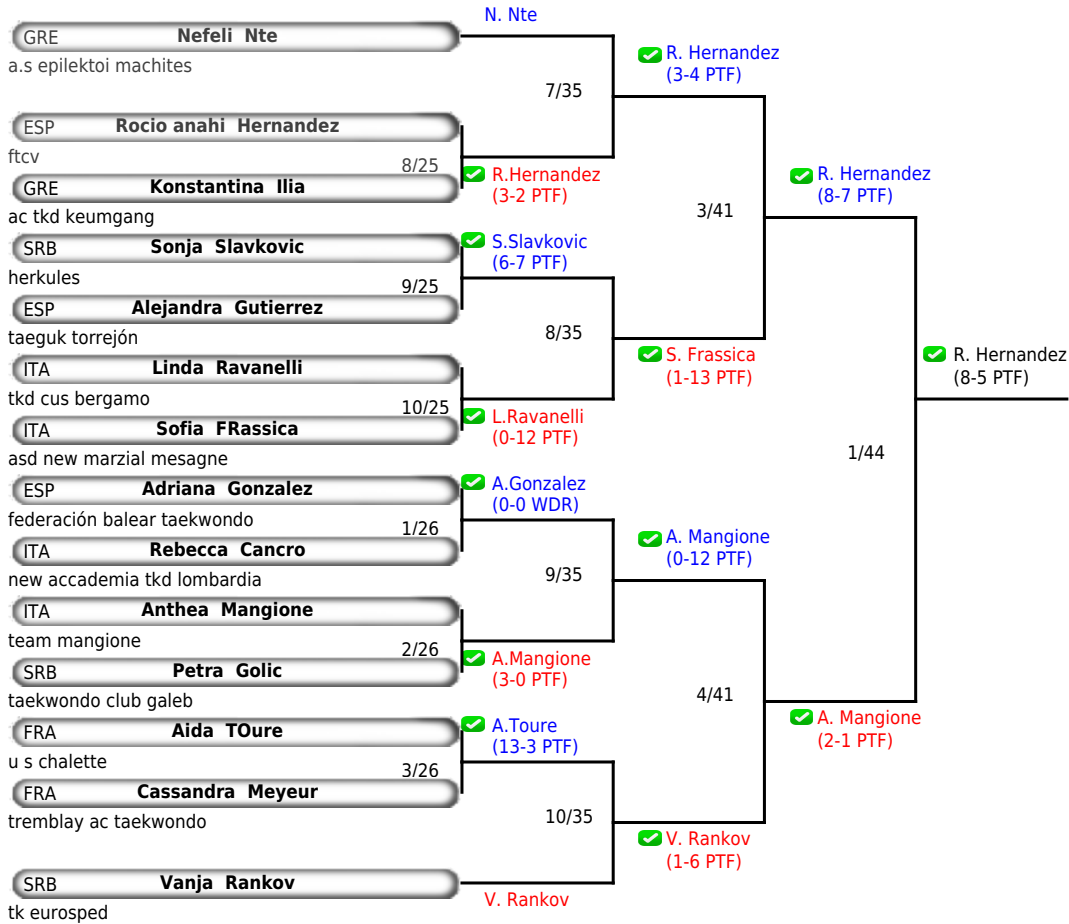 N. Nte
GRE Nefeli Nte
a.s epilektoi machites
R. Hernandez
(3-4 PTF)
7/35
ESP Rocio anahi Hernandez
ftcv
8/25
R.Hernandez
(3-2 PTF)
GRE Konstantina Ilia
ac tkd keumgang
R. Hernandez
(8-7 PTF)
3/41
SRB Sonja Slavkovic
herkules
S.Slavkovic
(6-7 PTF)
9/25
ESP Alejandra Gutierrez
taeguk torrejón
8/35
ITA Linda Ravanelli
tkd cus bergamo
S. Frassica
(1-13 PTF)
R. Hernandez
(8-5 PTF)
10/25
L.Ravanelli
(0-12 PTF)
ITA Sofia FRassica
asd new marzial mesagne
1/44
ESP Adriana Gonzalez
federación balear taekwondo
A.Gonzalez
(0-0 WDR)
1/26
ITA Rebecca Cancro
new accademia tkd lombardia
A. Mangione
(0-12 PTF)
9/35
ITA Anthea Mangione
team mangione
2/26
A.Mangione
(3-0 PTF)
SRB Petra Golic
taekwondo club galeb
4/41
A. Mangione
(2-1 PTF)
FRA Aida TOure
u s chalette
A.Toure
(13-3 PTF)
3/26
FRA Cassandra Meyeur
tremblay ac taekwondo
10/35
V. Rankov
(1-6 PTF)
SRB Vanja Rankov
tk eurosped
V. Rankov